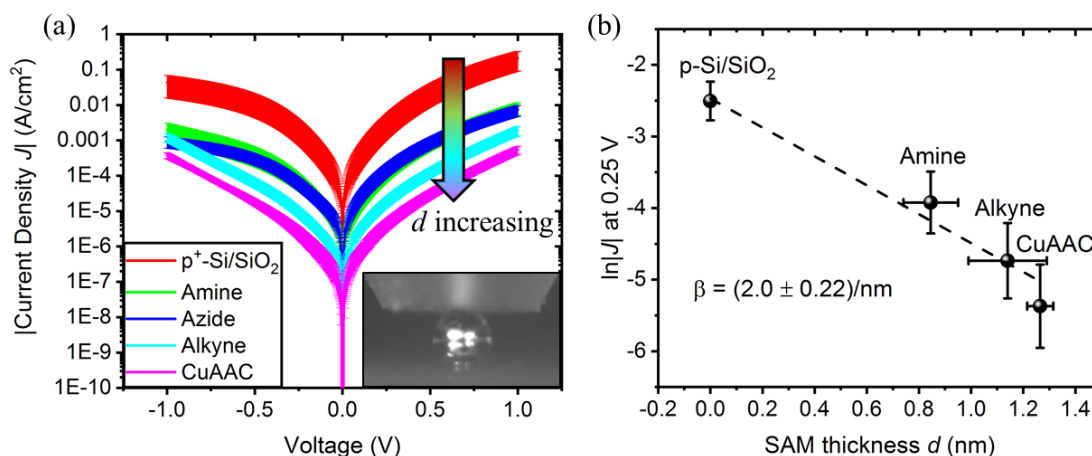 (a)
|Current Density J| (A/cm²)
1
0.1
0.01
0.001
1E-4
1E-5
1E-6
1E-7
1E-8
1E-9
1E-10
d increasing
p⁺-Si/SiO₂
Amine
Azide
Alkyne
CuAAC
-1.0 -0.5 0.0 0.5 1.0
Voltage (V)
(b)
ln|J| at 0.25 V
-2
-3
-4
-5
-6
p-Si/SiO₂
Amine
Alkyne
CuAAC
β = (2.0 ± 0.22)/nm
-0.2 0.0 0.2 0.4 0.6 0.8 1.0 1.2 1.4
SAM thickness d (nm)